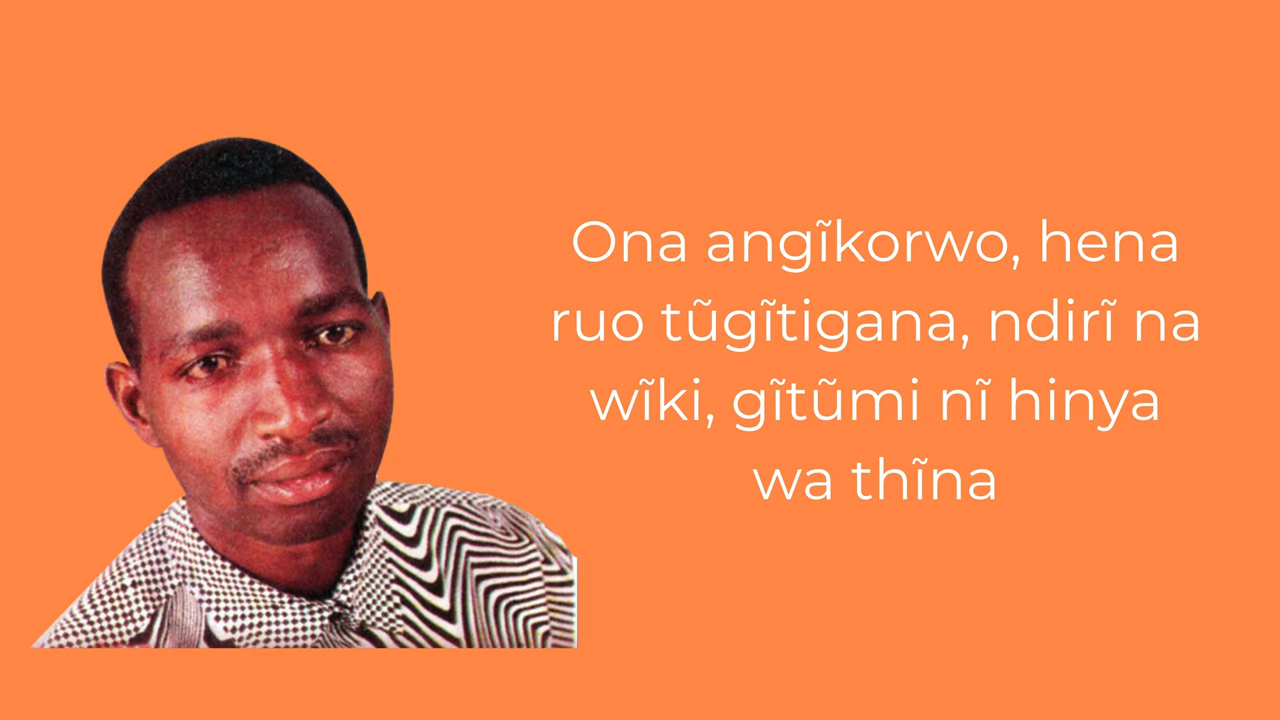 Ona angĩkorwo, hena
ruo tũgĩtigana, ndirĩ na
wĩki, gĩtũmi nĩ hinya
wa thĩna